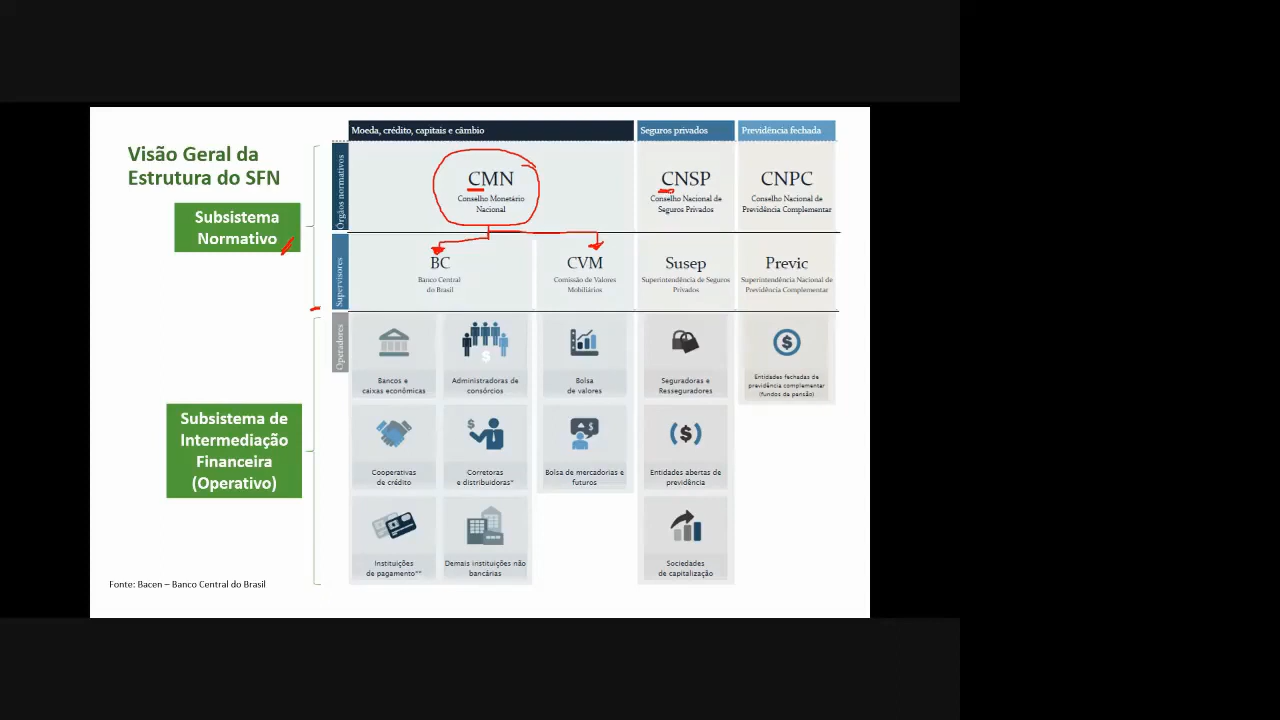 Visão Geral da
Estrutura do SFN
Subsistema
Normativo
Subsistema de
Intermediação
Financeira
(Operativo)
Fonte: Bacen – Banco Central do Brasil
Moeda, crédito, capitais e câmbio
Seguros privados
Previdência fechada
Órgãos normativos
CMN
Conselho Monetário
Nacional
CNSP
Conselho Nacional de
Seguros Privados
CNPC
Conselho Nacional de
Previdência Complementar
Supervisores
BC
Banco Central
do Brasil
CVM
Comissão de Valores
Mobiliários
Susep
Superintendência de Seguros
Privados
Previc
Superintendência Nacional de
Previdência Complementar
Operadores
Bancos e
caixas econômicas
Administradoras de
consórcios
Bolsa
de valores
Seguradoras e
Resseguradores
Entidades fechadas de
previdência complementar
(fundos de pensão)
Cooperativas
de crédito
Corretoras
e distribuidoras*
Bolsa de mercadorias e
futuros
Entidades abertas de
previdência
Instituições
de pagamento**
Demais instituições não
bancárias
Sociedades
de capitalização